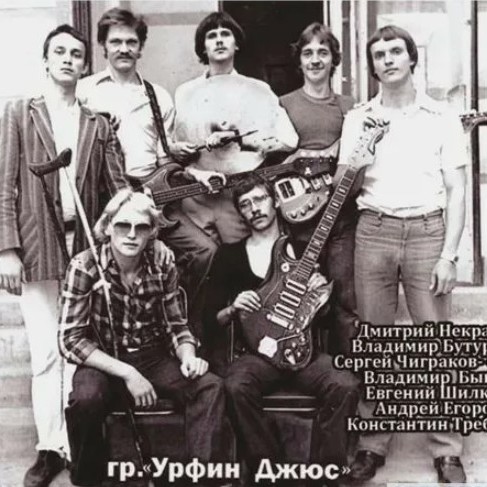 Дмитрий Некра
Владимир Бутур
Сергей Чиграков-
Владимир Бы
Евгений Шилк
Андрей Егоро
Константин Треб
гр.«Урфин Джюс»